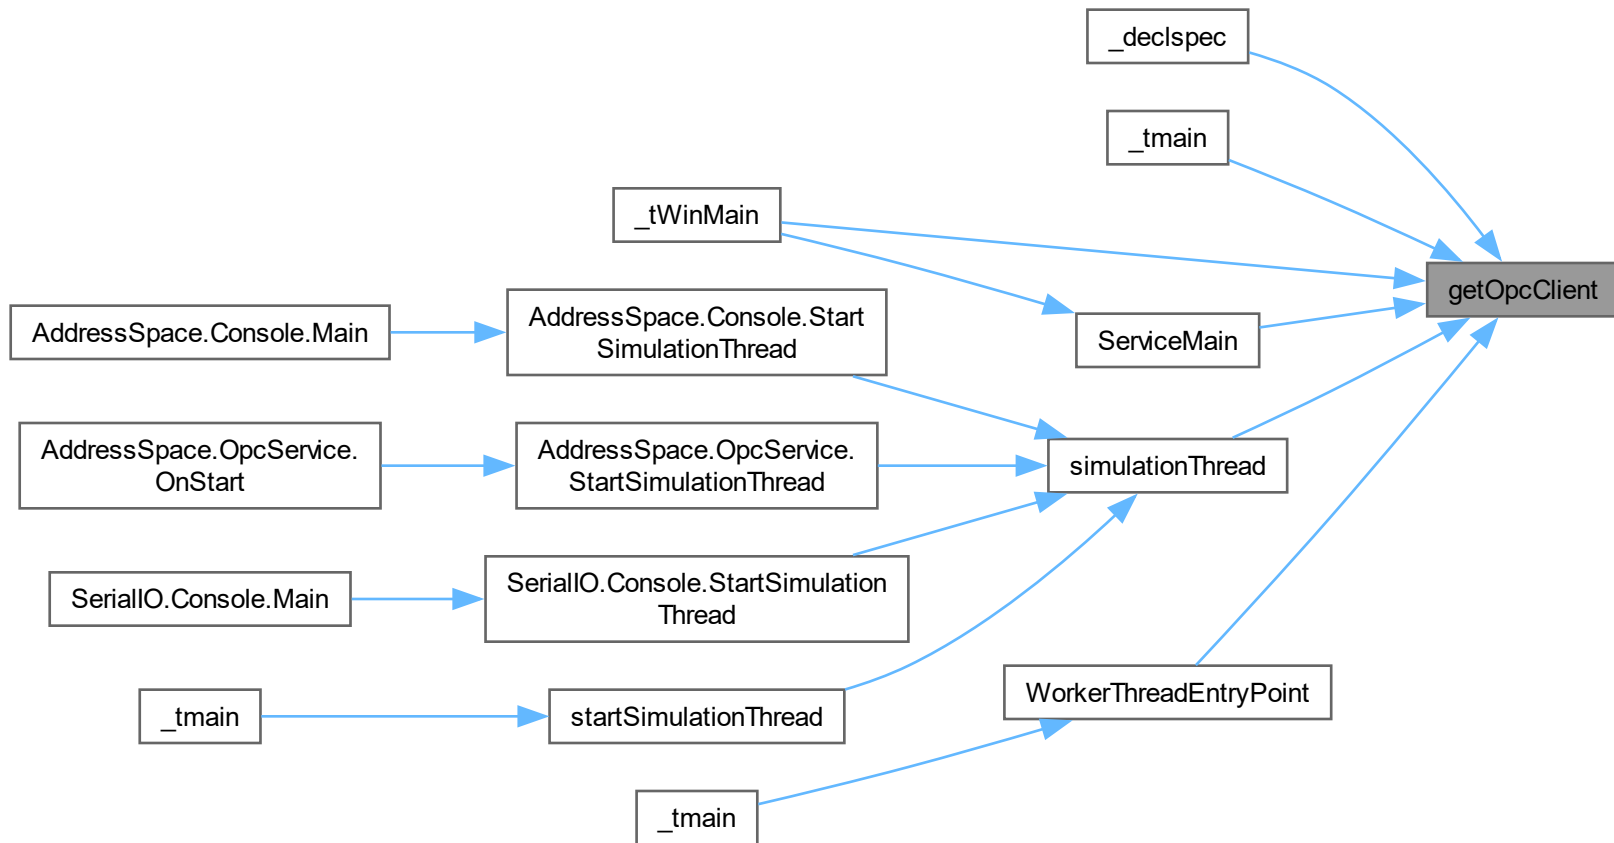 _declspec
_tmain
_tWinMain
getOpcClient
AddressSpace.Console.Main
AddressSpace.Console.Start
SimulationThread
ServiceMain
AddressSpace.OpcService.
OnStart
AddressSpace.OpcService.
StartSimulationThread
simulationThread
SerialIO.Console.Main
SerialIO.Console.StartSimulation
Thread
_tmain
startSimulationThread
WorkerThreadEntryPoint
_tmain